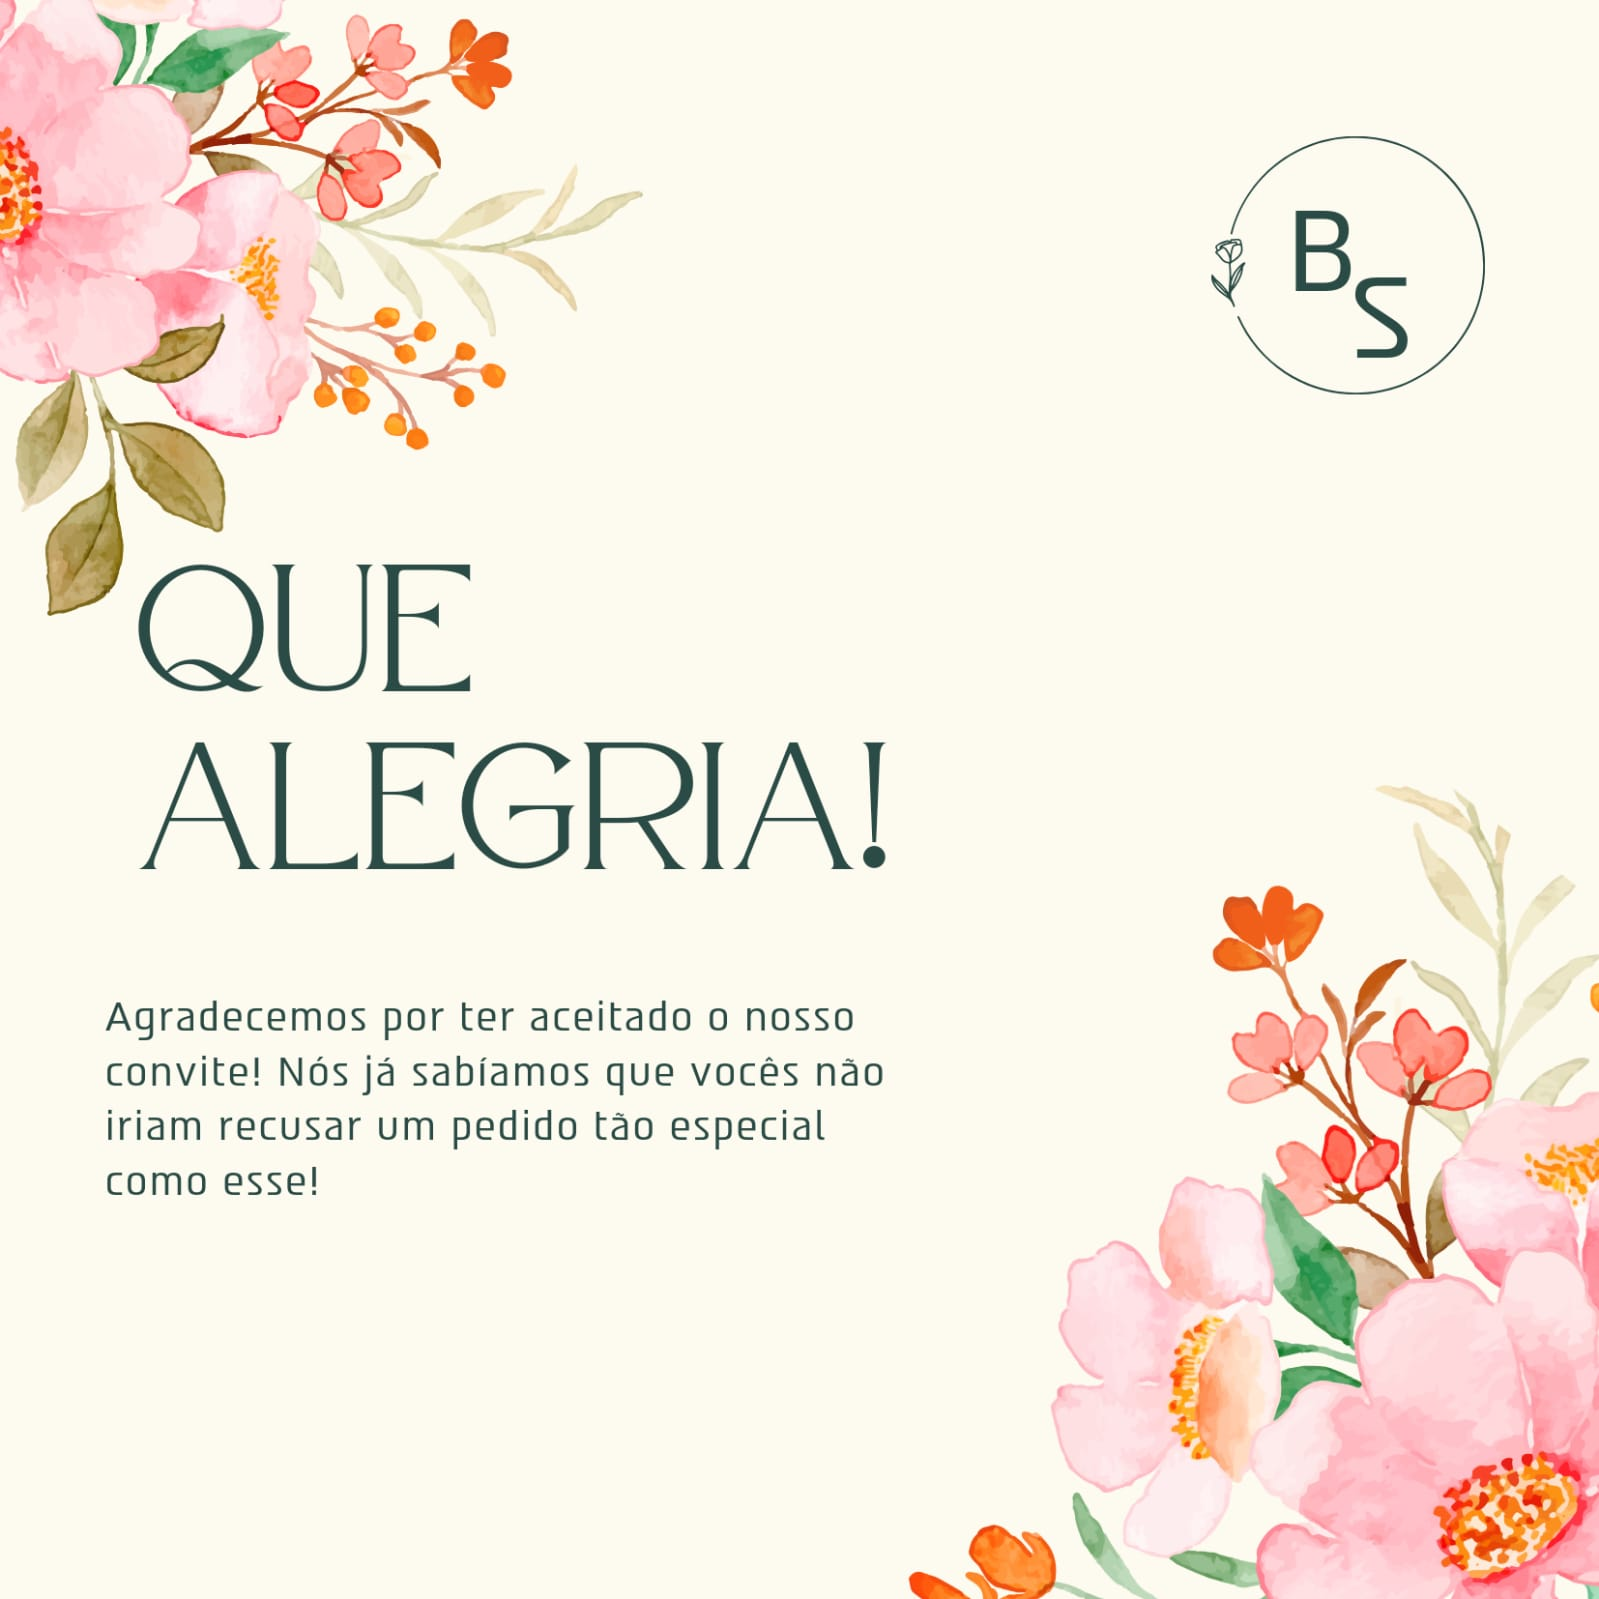 B
S
QUE
ALEGRIA!
Agradecemos por ter aceitado o nosso
convite! Nós já sabíamos que vocês não
iriam recusar um pedido tão especial
como esse!